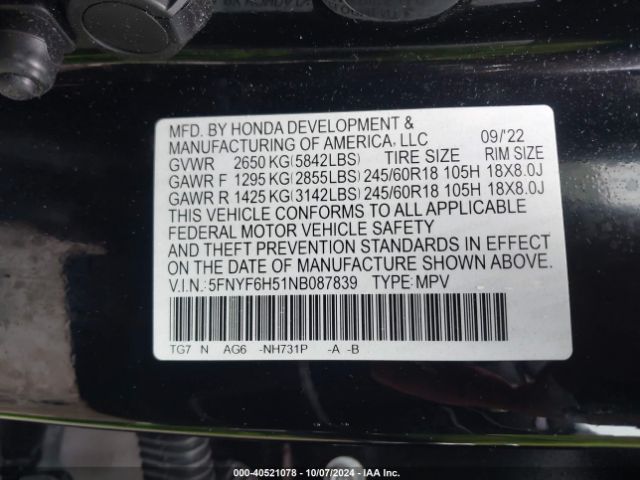 MFD. BY HONDA DEVELOPMENT &
MANUFACTURING OF AMERICA, LLC 09/'22
GVWR 2650 KG(5842LBS) TIRE SIZE RIM SIZE
GAWR F 1295 KG(2855LBS) 245/60R18 105H 18X8.0J
GAWR R 1425 KG(3142LBS) 245/60R18 105H 18X8.0J
THIS VEHICLE CONFORMS TO ALL APPLICABLE
FEDERAL MOTOR VEHICLE SAFETY
AND THEFT PREVENTION STANDARDS IN EFFECT
ON THE DATE OF MANUFACTURE SHOWN ABOVE.
V.I.N.: 5FNYF6H51NB087839 TYPE: MPV
TG7 N AG6 -NH731P -A -B
000-40521078 - 10/07/2024 - IAA Inc.